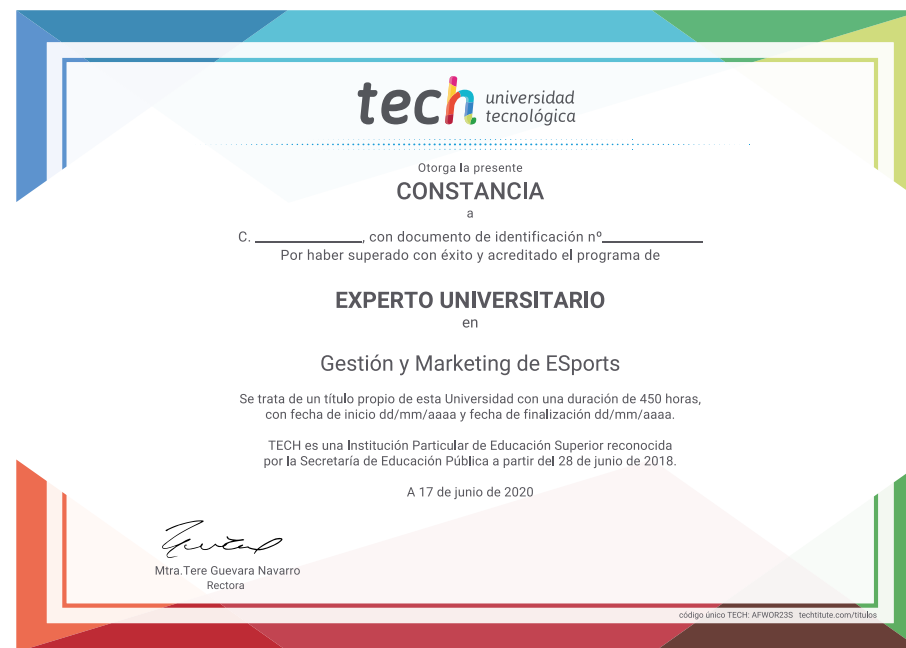 tech universidad
tecnológica
Otorga la presente
CONSTANCIA
a
C. ____________, con documento de identificación nº____________
Por haber superado con éxito y acreditado el programa de
EXPERTO UNIVERSITARIO
en
Gestión y Marketing de ESports
Se trata de un título propio de esta Universidad con una duración de 450 horas,
con fecha de inicio dd/mm/aaaa y fecha de finalización dd/mm/aaaa.
TECH es una Institución Particular de Educación Superior reconocida
por la Secretaría de Educación Pública a partir del 28 de junio de 2018.
A 17 de junio de 2020
Mtra.Tere Guevara Navarro
Rectora
código único TECH: AFWOR23S techtitute.com/títulos